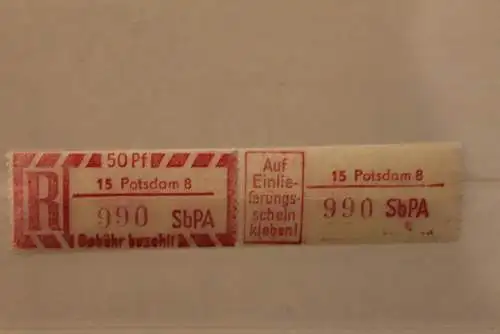 50 Pf
R
15 Potsdam 8
990 SbPA
Gebühr bezahlt
Auf
Einlie-
ferungs-
schein
kleben!
15 Potsdam 8
990 SbPA